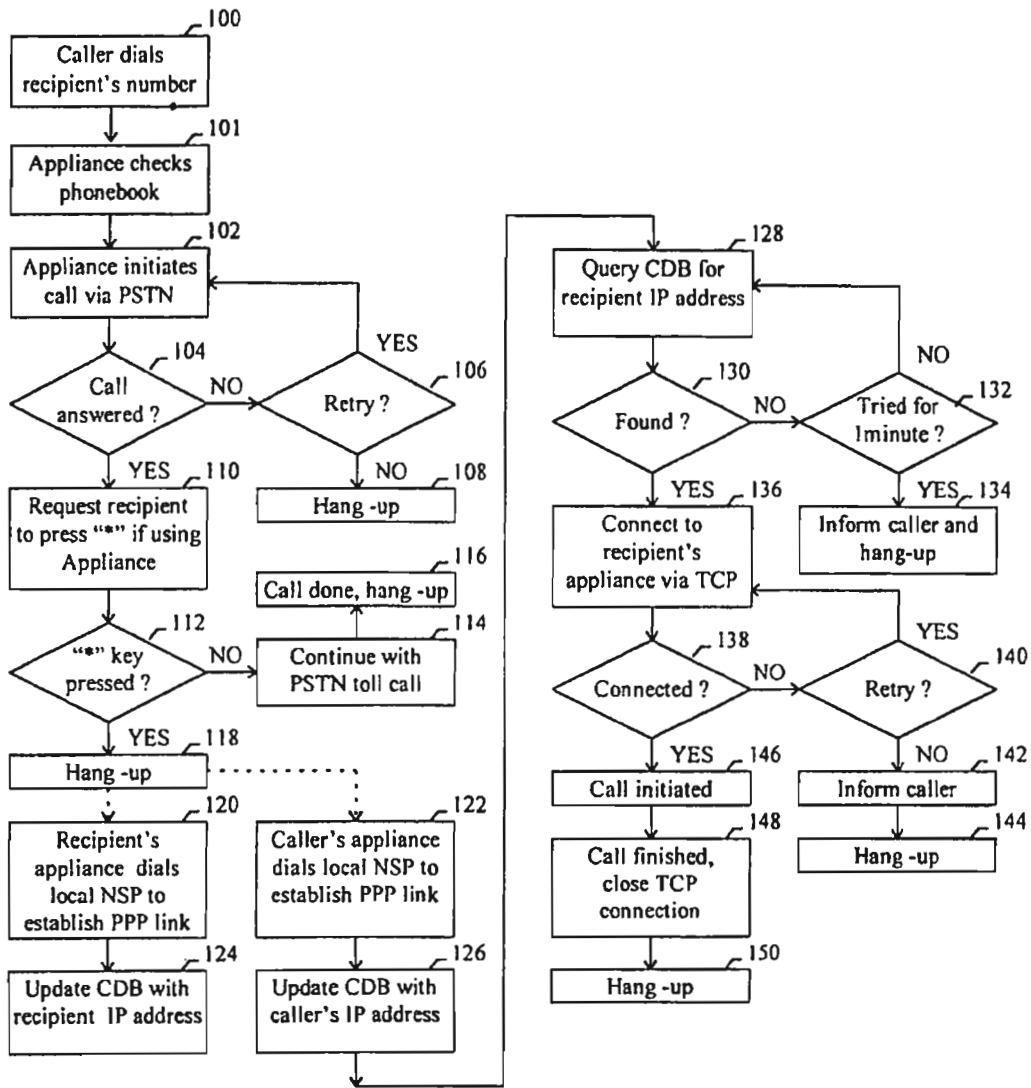 100
Caller dials
recipient's number
101
Appliance checks
phonebook
102
Appliance initiates
call via PSTN
104
Call
answered ?
NO
YES
106
Retry ?
YES
NO
108
Hang -up
110
Request recipient
to press "*" if using
Appliance
112
"*" key
pressed ?
NO
YES
116
Call done, hang -up
114
Continue with
PSTN toll call
118
Hang -up
120
Recipient's
appliance dials
local NSP to
establish PPP link
122
Caller's appliance
dials local NSP to
establish PPP link
124
Update CDB with
recipient IP address
126
Update CDB with
caller's IP address
128
Query CDB for
recipient IP address
130
Found ?
NO
YES
132
Tried for
1minute ?
NO
YES
134
Inform caller and
hang-up
136
Connect to
recipient's
appliance via TCP
138
Connected ?
NO
YES
140
Retry ?
YES
NO
142
Inform caller
144
Hang -up
146
Call initiated
148
Call finished,
close TCP
connection
150
Hang -up